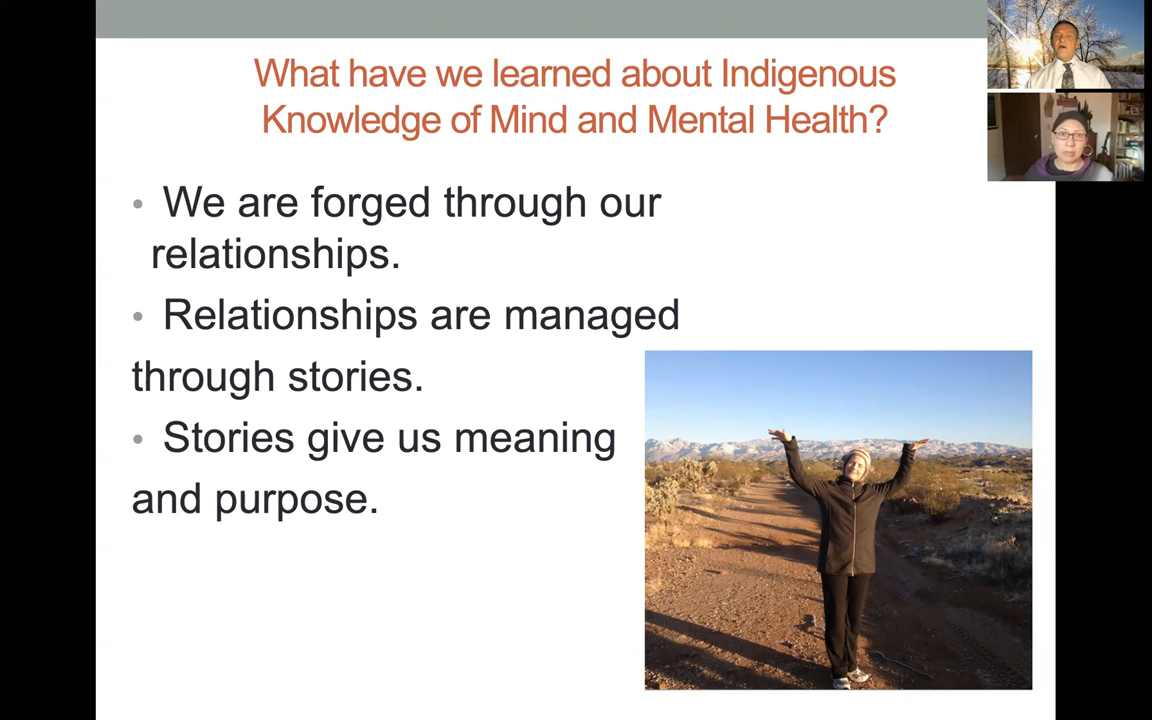 What have we learned about Indigenous
Knowledge of Mind and Mental Health?
• We are forged through our
relationships.
• Relationships are managed
through stories.
• Stories give us meaning
and purpose.